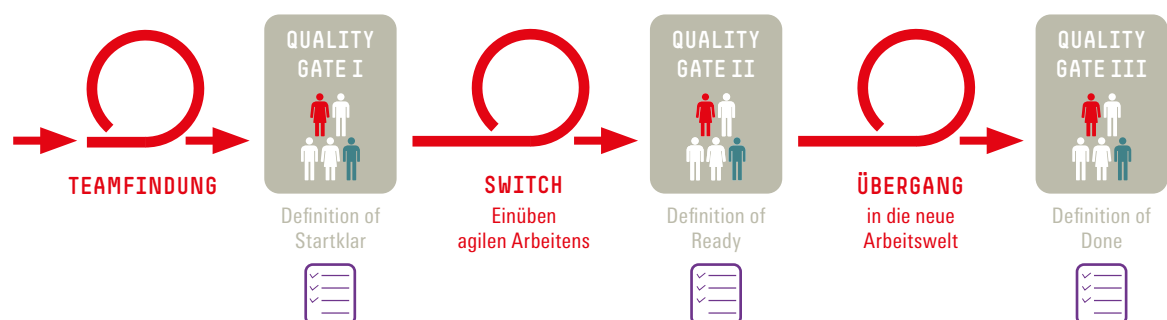 TEAMFINDUNG
QUALITY
GATE I
Definition of
Startklar
SWITCH
Einüben
agilen Arbeitens
QUALITY
GATE II
Definition of
Ready
ÜBERGANG
in die neue
Arbeitswelt
QUALITY
GATE III
Definition of
Done